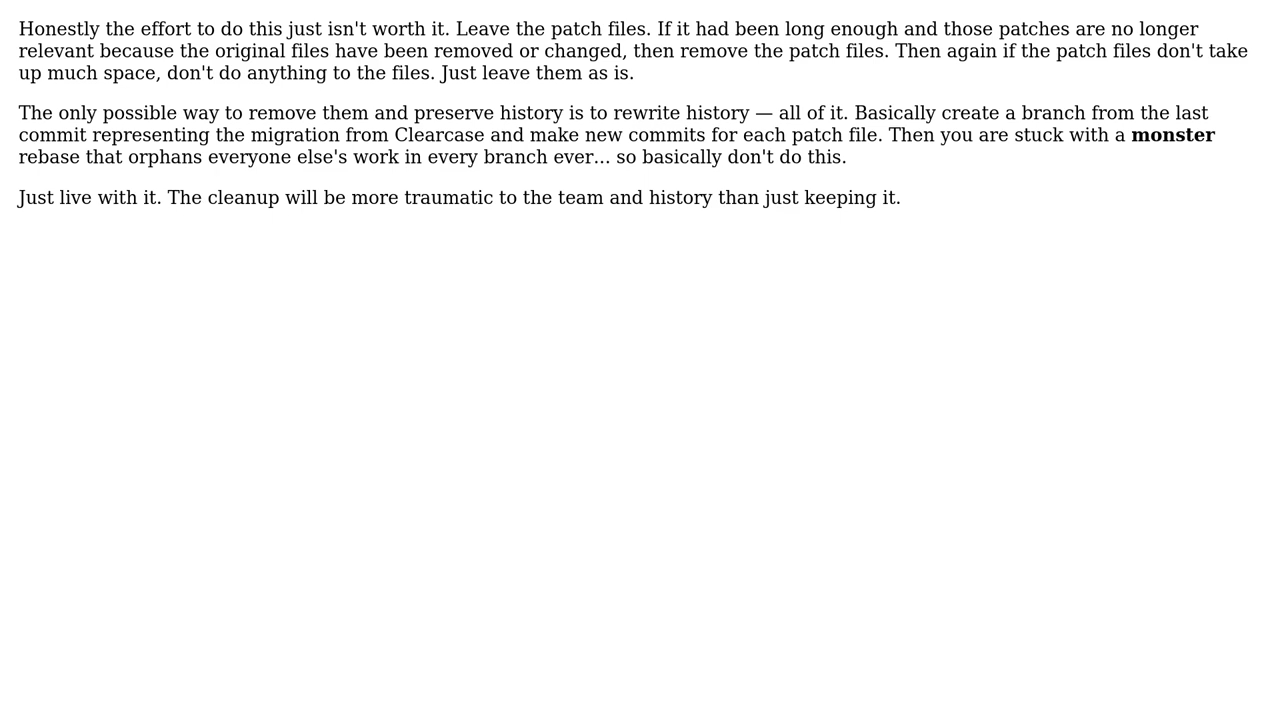 Honestly the effort to do this just isn't worth it. Leave the patch files. If it had been long enough and those patches are no longer
relevant because the original files have been removed or changed, then remove the patch files. Then again if the patch files don't take
up much space, don't do anything to the files. Just leave them as is.
The only possible way to remove them and preserve history is to rewrite history — all of it. Basically create a branch from the last
commit representing the migration from Clearcase and make new commits for each patch file. Then you are stuck with a monster
rebase that orphans everyone else's work in every branch ever... so basically don't do this.
Just live with it. The cleanup will be more traumatic to the team and history than just keeping it.